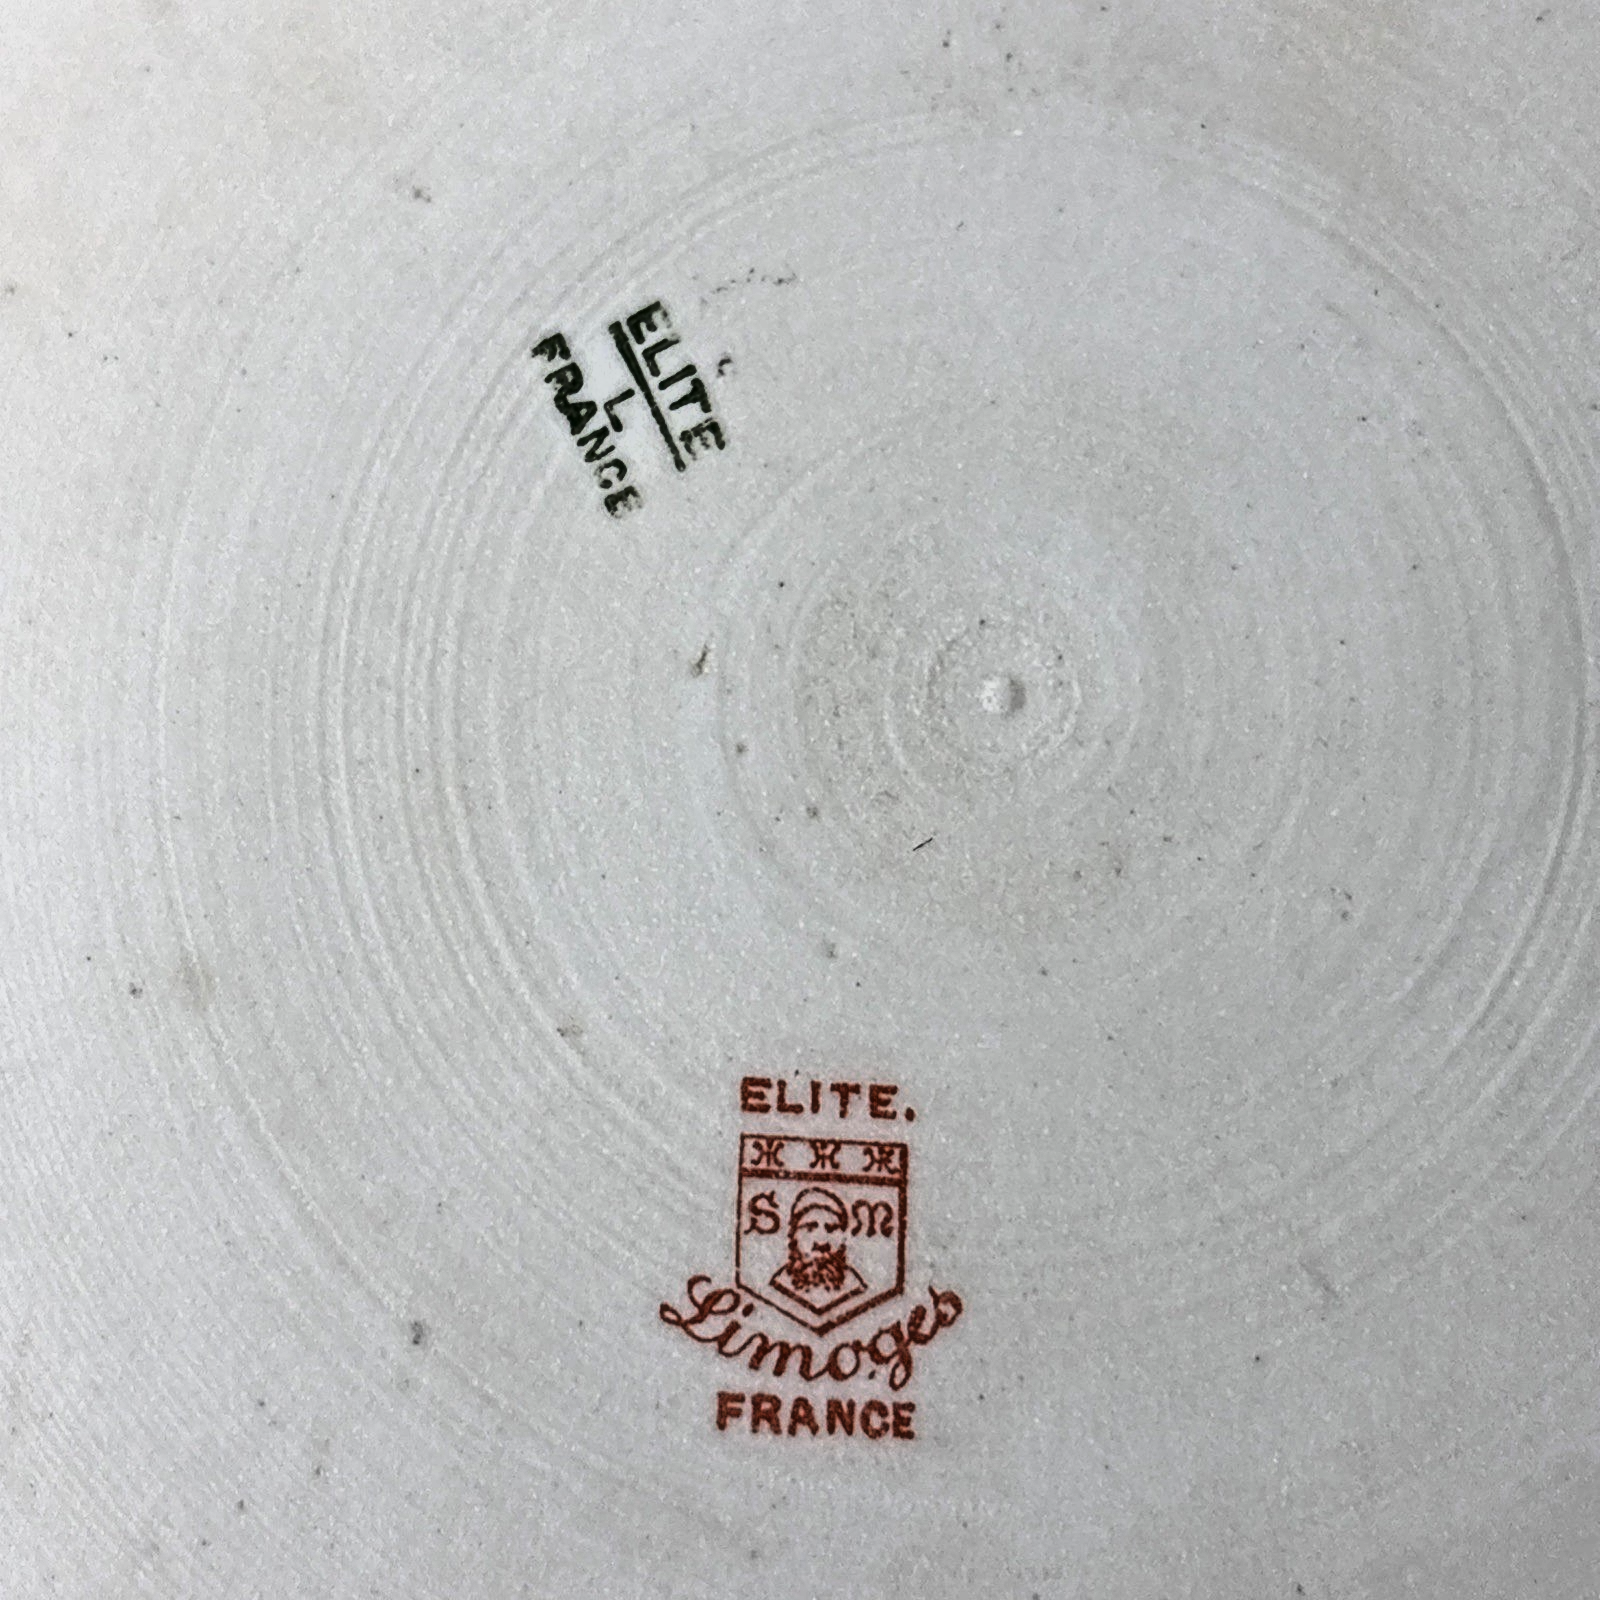 ELITE
L
FRANCE
ELITE.
S M
Limoges
FRANCE